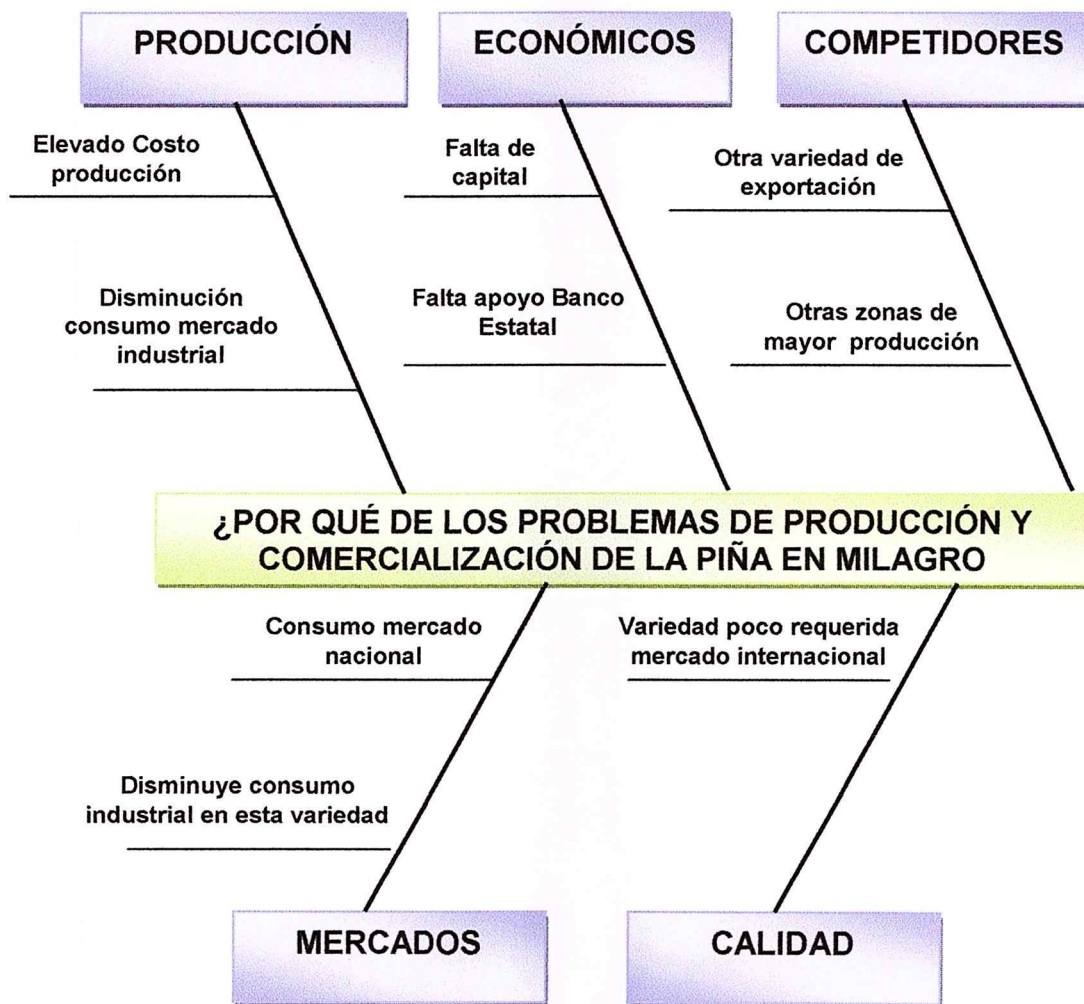 PRODUCCIÓN
ECONÓMICOS
COMPETIDORES
Elevado Costo
producción
Falta de
capital
Otra variedad de
exportación
Disminución
consumo mercado
industrial
Falta apoyo Banco
Estatal
Otras zonas de
mayor producción
¿POR QUÉ DE LOS PROBLEMAS DE PRODUCCIÓN Y
COMERCIALIZACIÓN DE LA PIÑA EN MILAGRO
Consumo mercado
nacional
Variedad poco requerida
mercado internacional
Disminuye consumo
industrial en esta variedad
MERCADOS
CALIDAD